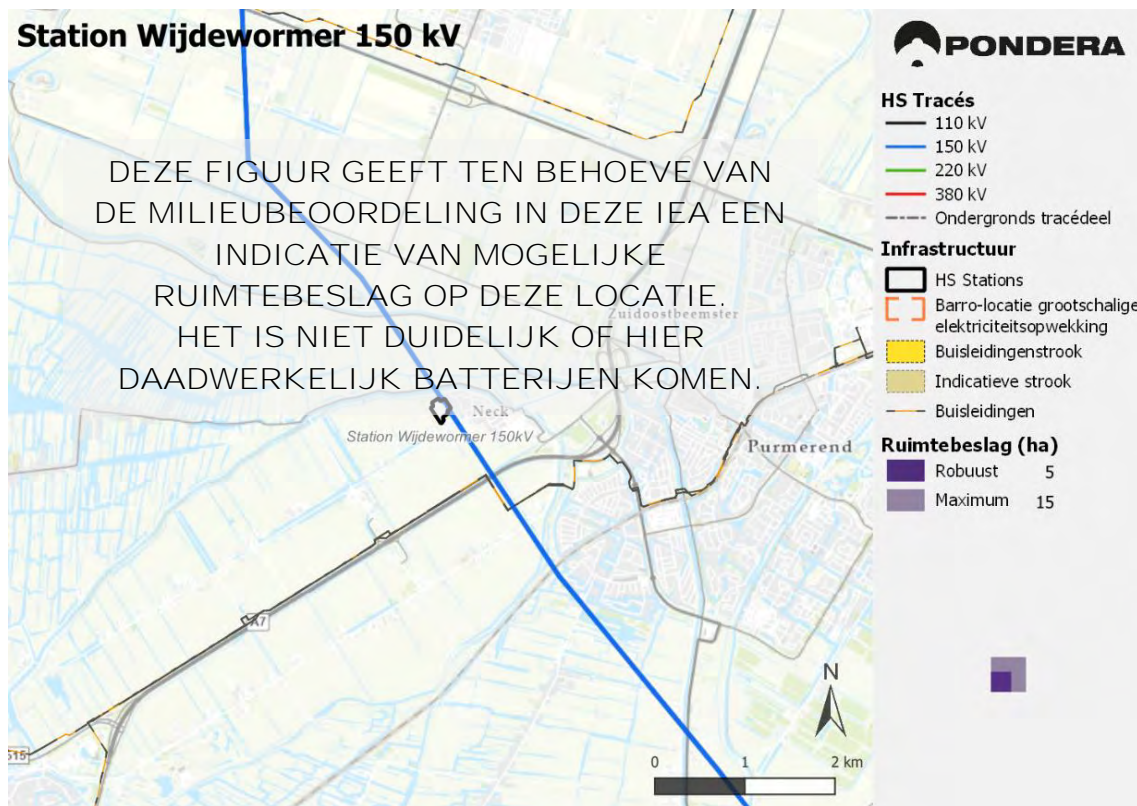 Station Wijdewormer 150 kV
DEZE FIGUUR GEEFT TEN BEHOEVE VAN
DE MILIEUBEOORDELING IN DEZE IEA EEN
INDICATIE VAN MOGELIJKE
RUIMTEBESLAG OP DEZE LOCATIE.
HET IS NIET DUIDELIJK OF HIER
DAADWERKELIJK BATTERIJEN KOMEN.
Zuidoostbeemster
Neck
Station Wijdewormer 150kV
Purmerend
A7
515
N
0 1 2 km
PONDERA
HS Tracés
110 kV
150 kV
220 kV
380 kV
Ondergronds tracédeel
Infrastructuur
HS Stations
Barro-locatie grootschalige
elektriciteitsopwekking
Buisleidingenstrook
Indicatieve strook
Buisleidingen
Ruimtebeslag (ha)
Robuust 5
Maximum 15